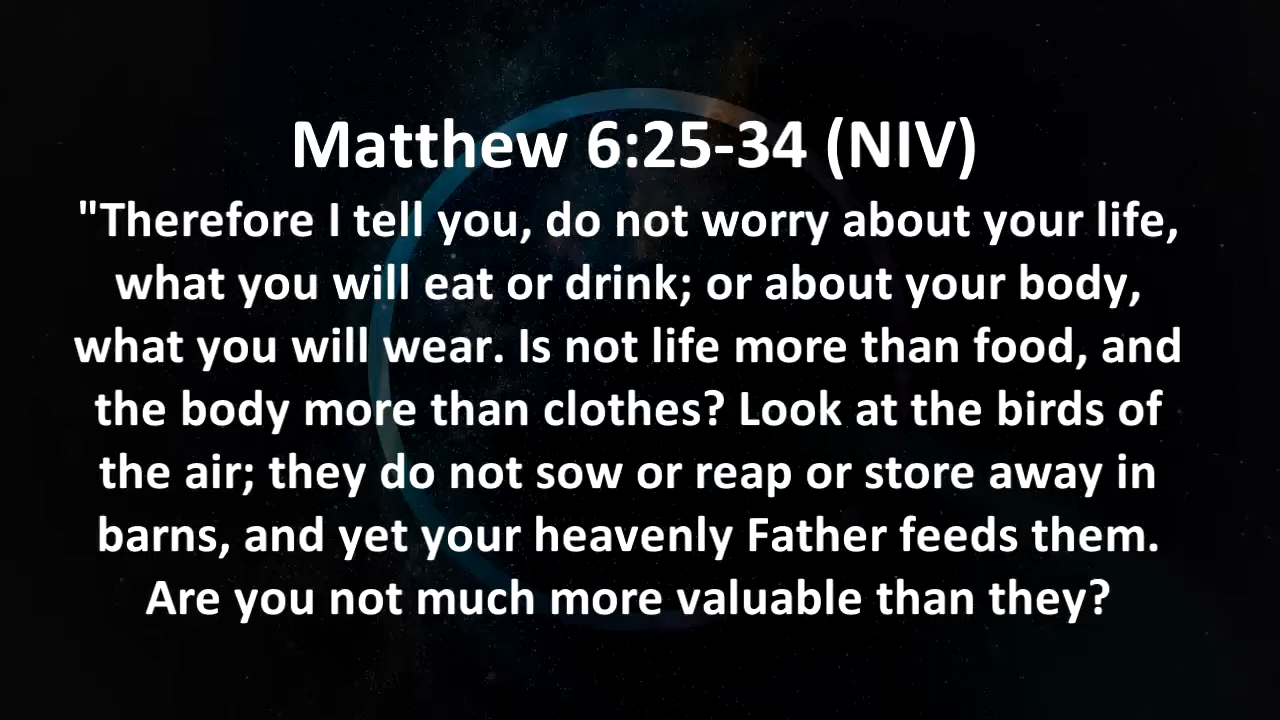 Matthew 6:25-34 (NIV)
"Therefore I tell you, do not worry about your life,
what you will eat or drink; or about your body,
what you will wear. Is not life more than food, and
the body more than clothes? Look at the birds of
the air; they do not sow or reap or store away in
barns, and yet your heavenly Father feeds them.
Are you not much more valuable than they?